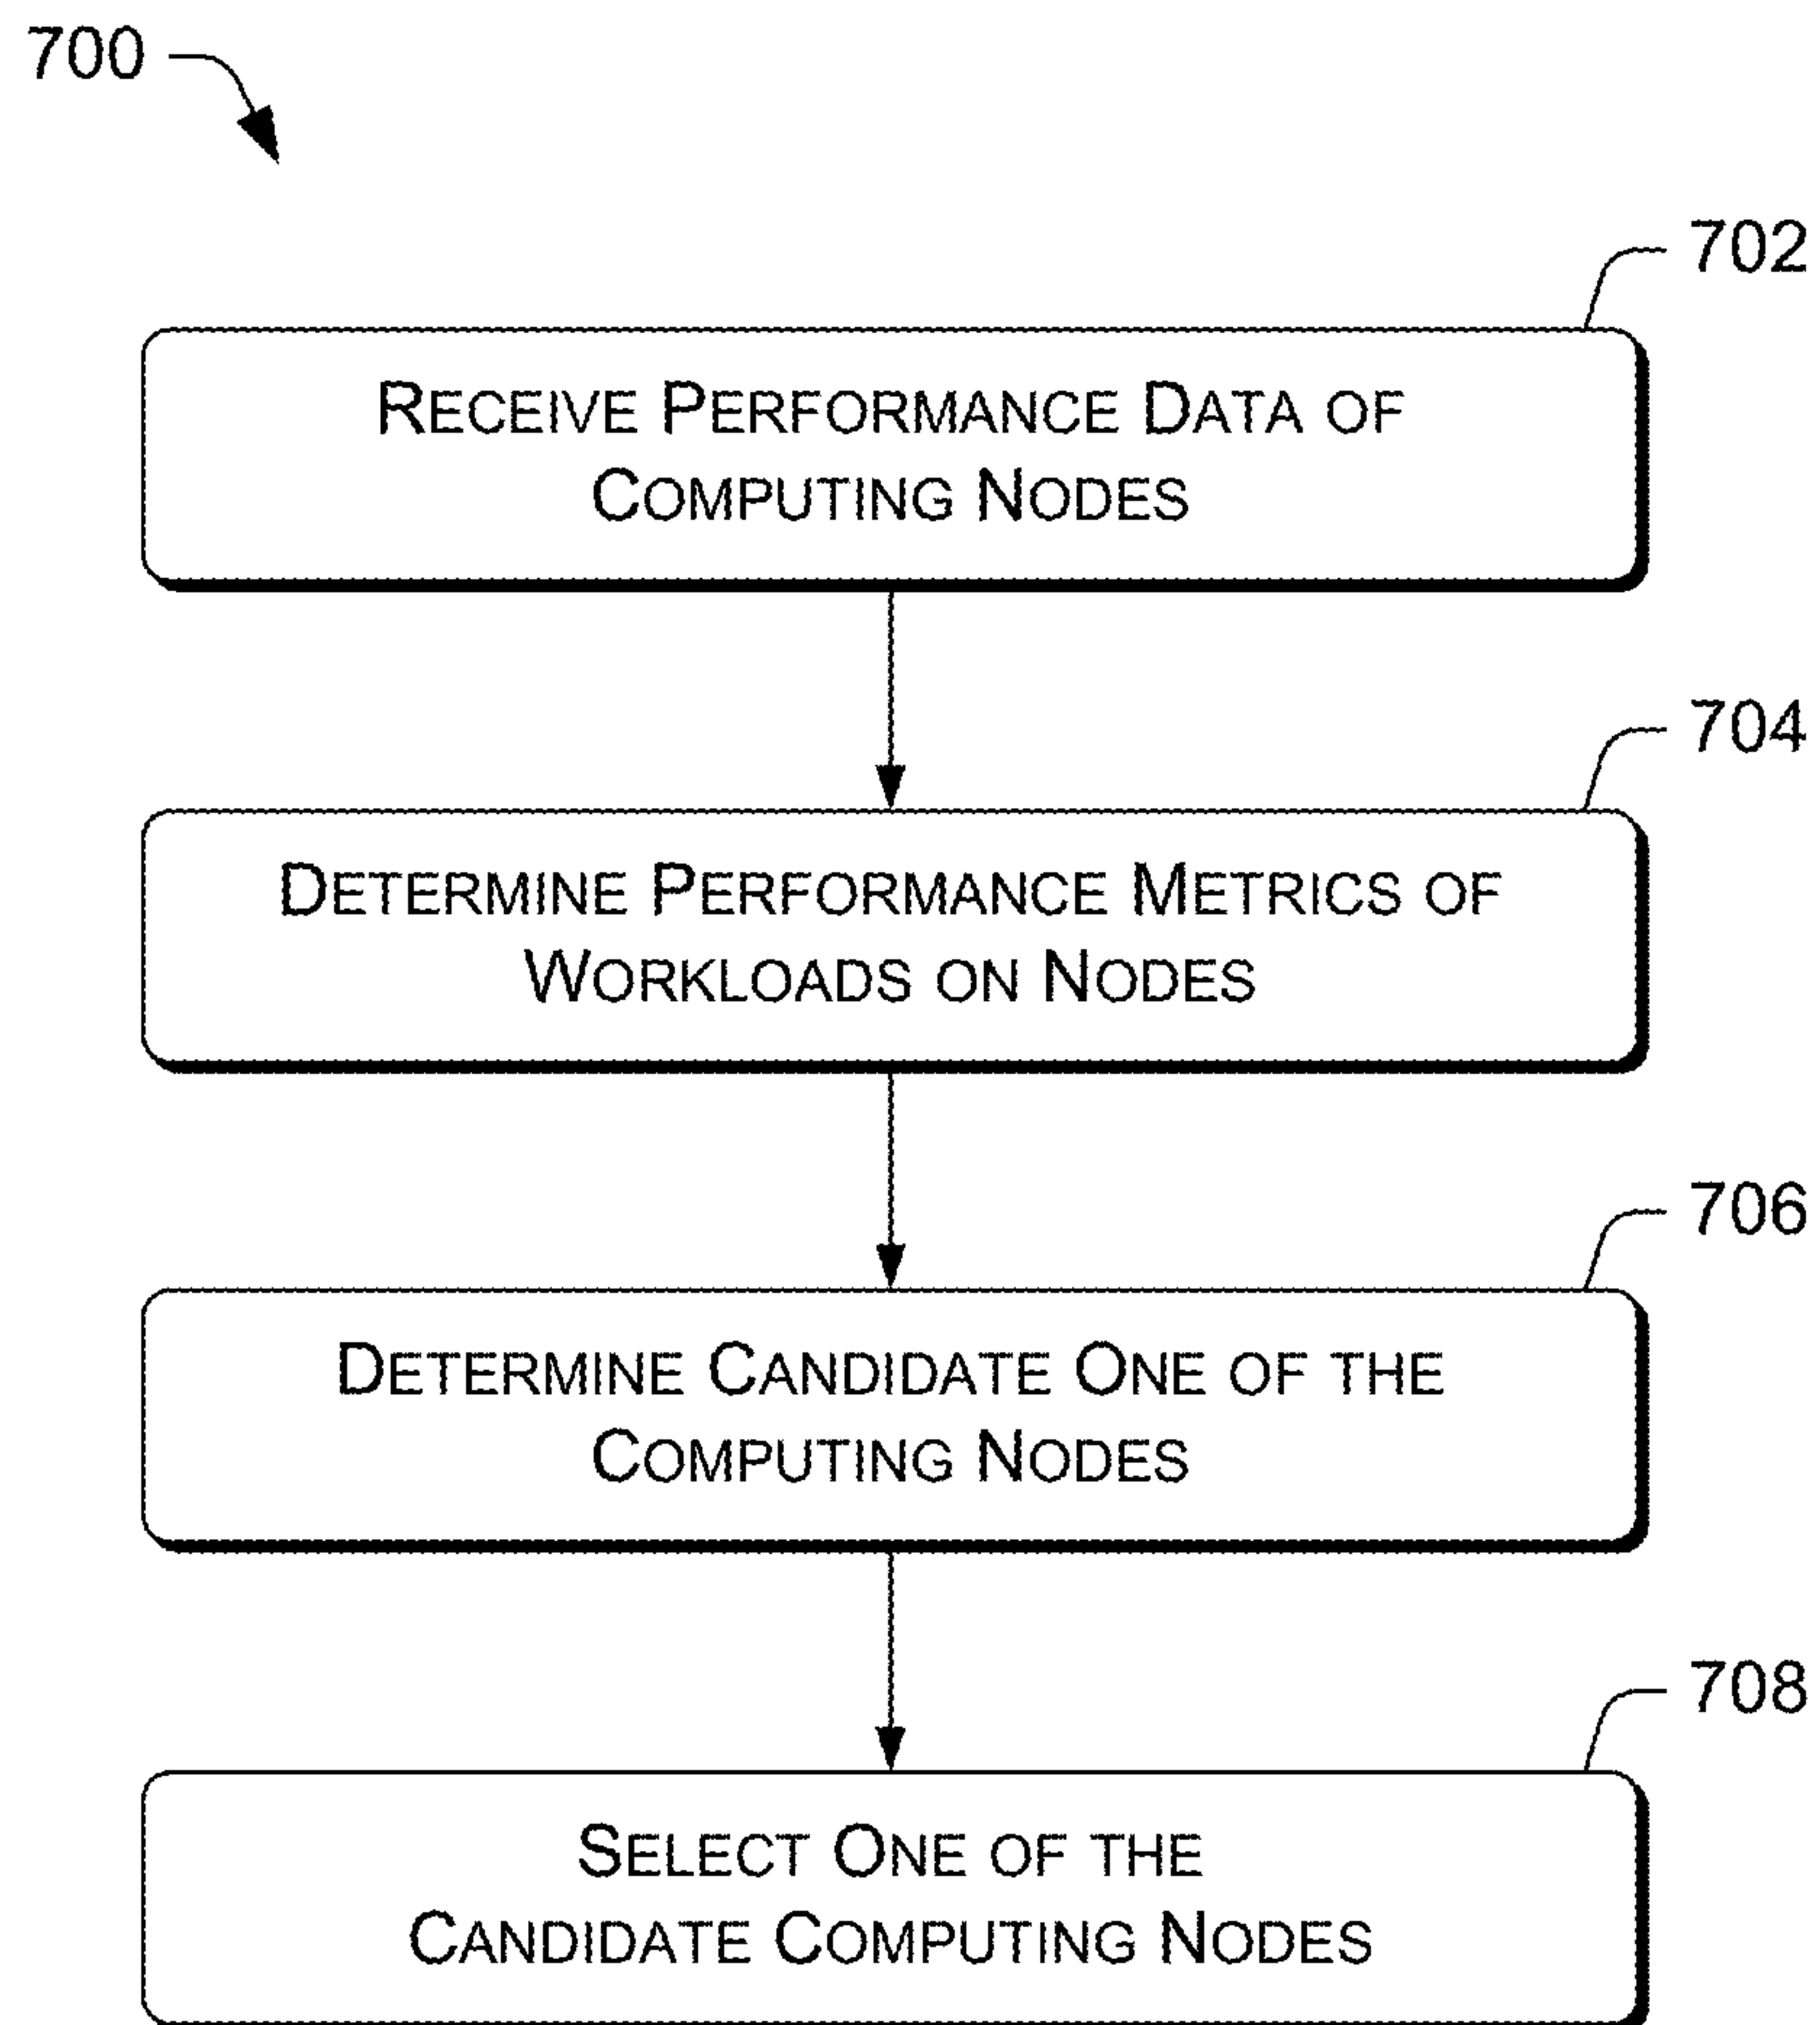 700
702
RECEIVE PERFORMANCE DATA OF
COMPUTING NODES
704
DETERMINE PERFORMANCE METRICS OF
WORKLOADS ON NODES
706
DETERMINE CANDIDATE ONE OF THE
COMPUTING NODES
708
SELECT ONE OF THE
CANDIDATE COMPUTING NODES